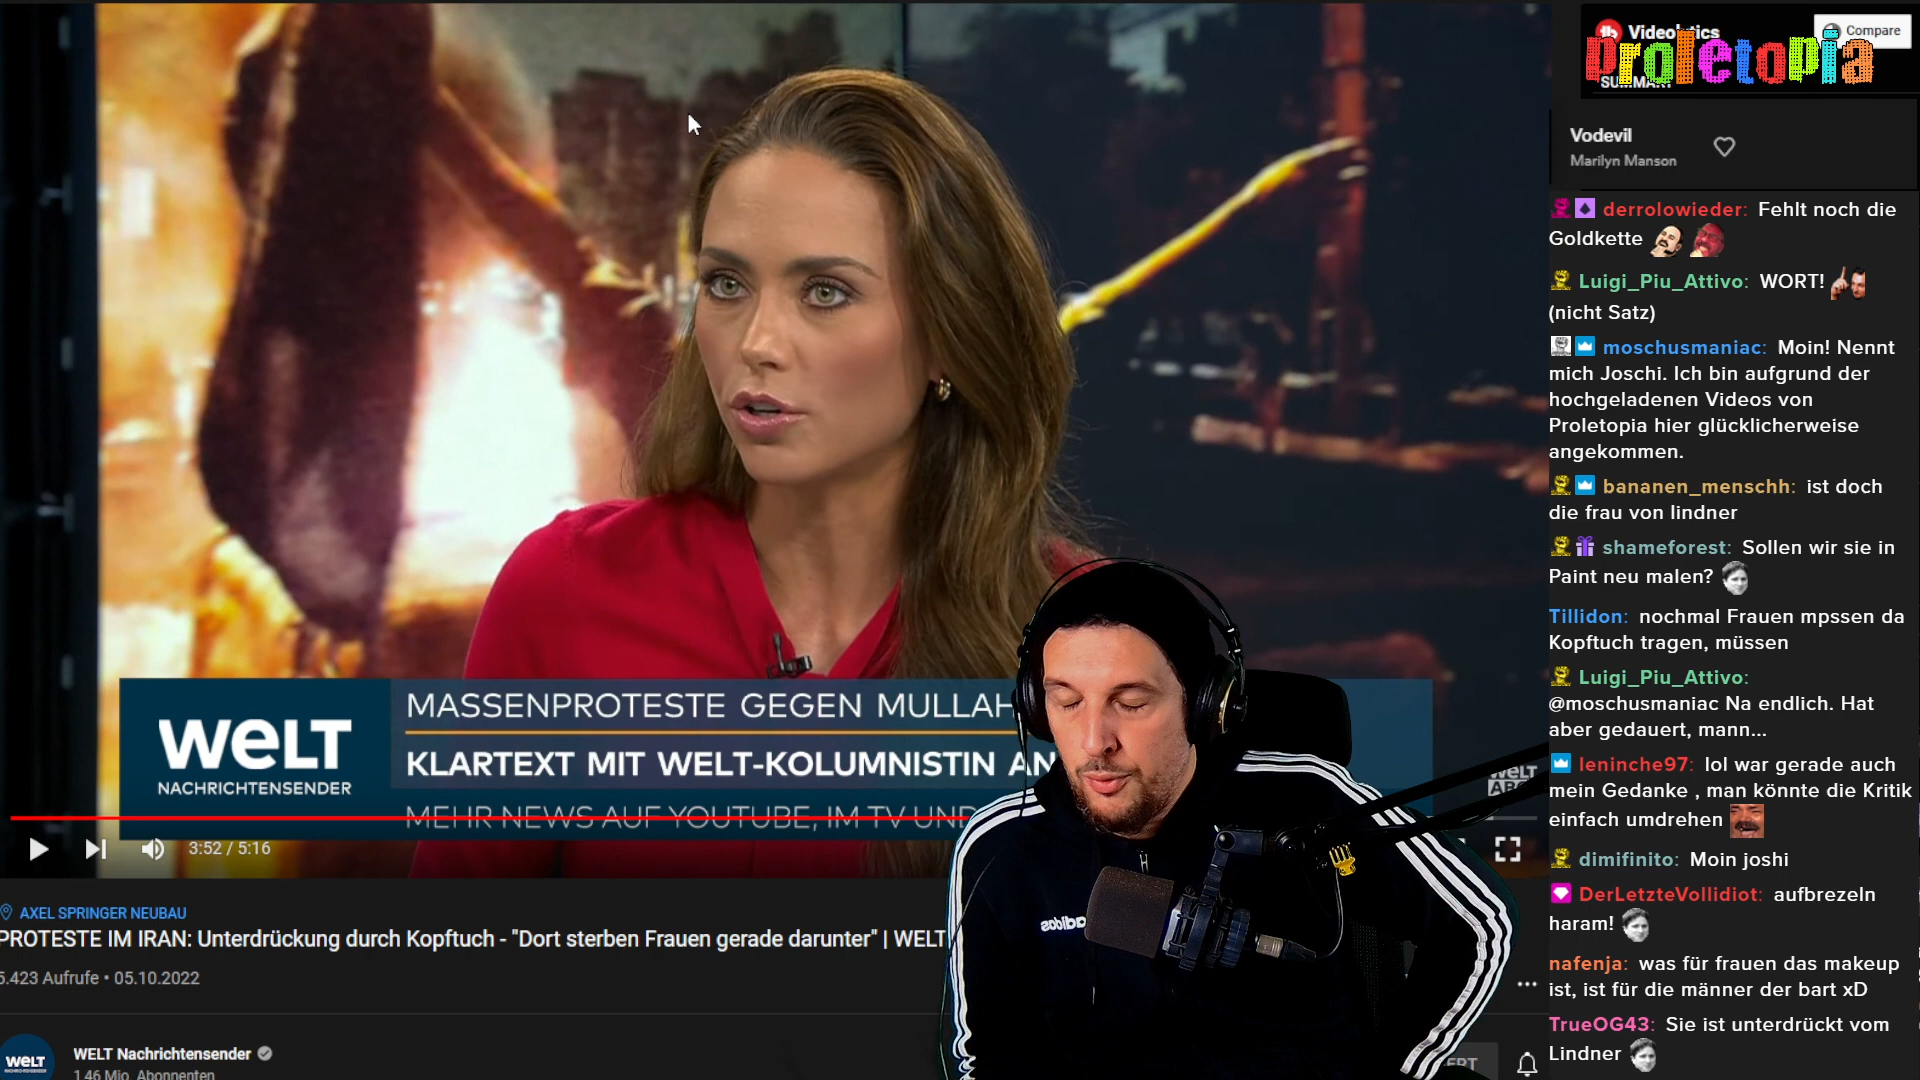 Videolytics
Compare
Proletopia
SUMMARY
Vodevil
Marilyn Manson
derrolowieder: Fehlt noch die
Goldkette
Luigi_Piu_Attivo: WORT!
(nicht Satz)
moschusmaniac: Moin! Nennt
mich Joschi. Ich bin aufgrund der
hochgeladenen Videos von
Proletopia hier glücklicherweise
angekommen.
bananen_menschh: ist doch
die frau von lindner
shameforest: Sollen wir sie in
Paint neu malen?
Tillidon: nochmal Frauen mpssen da
Kopftuch tragen, müssen
Luigi_Piu_Attivo:
@moschusmaniac Na endlich. Hat
aber gedauert, mann...
leninche97: lol war gerade auch
mein Gedanke , man könnte die Kritik
einfach umdrehen
dimifinito: Moin joshi
DerLetzteVollidiot: aufbrezeln
haram!
nafenja: was für frauen das makeup
ist, ist für die männer der bart xD
TrueOG43: Sie ist unterdrückt vom
Lindner
MASSENPROTESTE GEGEN MULLAH
WELT
NACHRICHTENSENDER
KLARTEXT MIT WELT-KOLUMNISTIN AN
MEHR NEWS AUF YOUTUBE, IM TV UND
WELT
3:52 / 5:16
adidas
AXEL SPRINGER NEUBAU
PROTESTE IM IRAN: Unterdrückung durch Kopftuch - "Dort sterben Frauen gerade darunter" | WELT
5.423 Aufrufe • 05.10.2022
WELT
WELT Nachrichtensender
1,46 Mio. Abonnenten